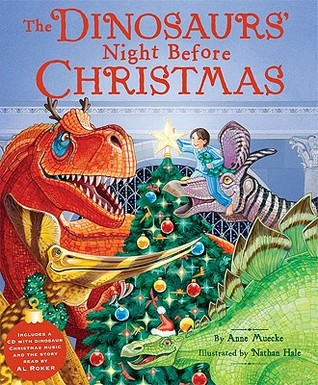 The DINOSAURS'
Night Before
CHRISTMAS
By Anne Muecke
Illustrated by Nathan Hale
INCLUDES A
CD WITH DINOSAUR
CHRISTMAS MUSIC
AND THE STORY
READ BY
AL ROKER